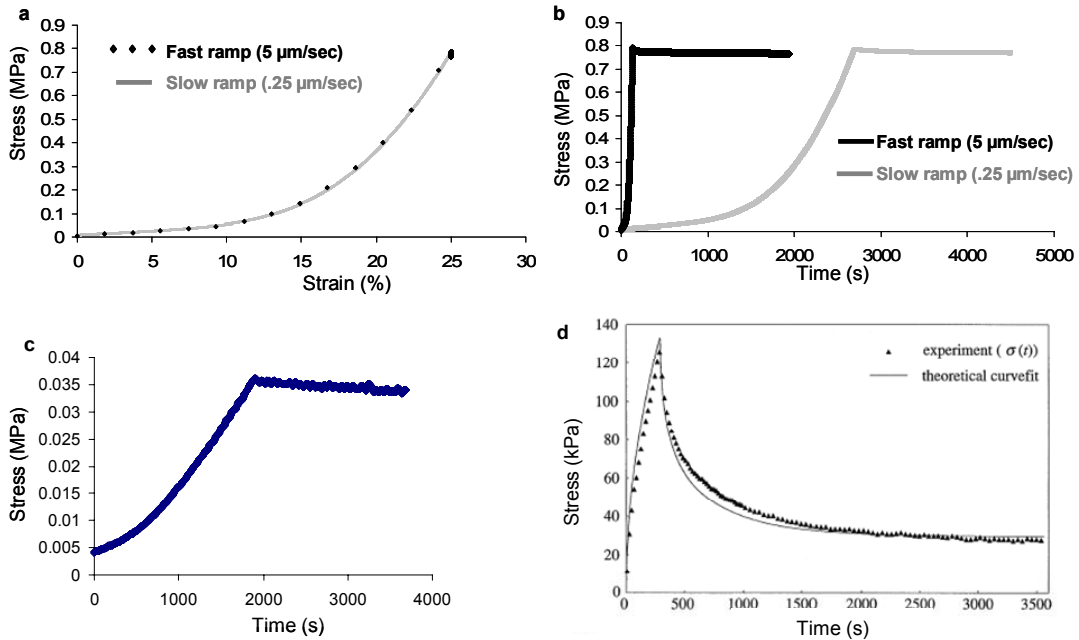 a
0.9
0.8
0.7
0.6
0.5
0.4
0.3
0.2
0.1
0
Stress (MPa)
Fast ramp (5 µm/sec)
Slow ramp (.25 µm/sec)
0 5 10 15 20 25 30
Strain (%)
b
0.9
0.8
0.7
0.6
0.5
0.4
0.3
0.2
0.1
0
Stress (MPa)
Fast ramp (5 µm/sec)
Slow ramp (.25 µm/sec)
0 1000 2000 3000 4000 5000
Time (s)
c
0.04
0.035
0.03
0.025
0.02
0.015
0.01
0.005
0
Stress (MPa)
0 1000 2000 3000 4000
Time (s)
d
140
120
100
80
60
40
20
0
Stress (kPa)
experiment ( σ(t))
theoretical curvefit
0 500 1000 1500 2000 2500 3000 3500
Time (s)